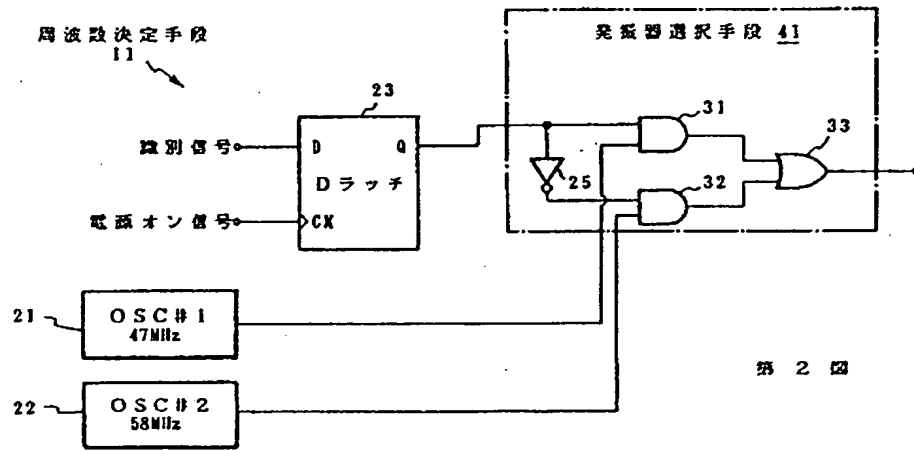 周波数決定手段
11
発振器選択手段 41
23
31
33
識別信号
D
Q
Dラッチ
25
32
電源オン信号
CK
21
OSC#1
47MHz
第2図
22
OSC#2
58MHz